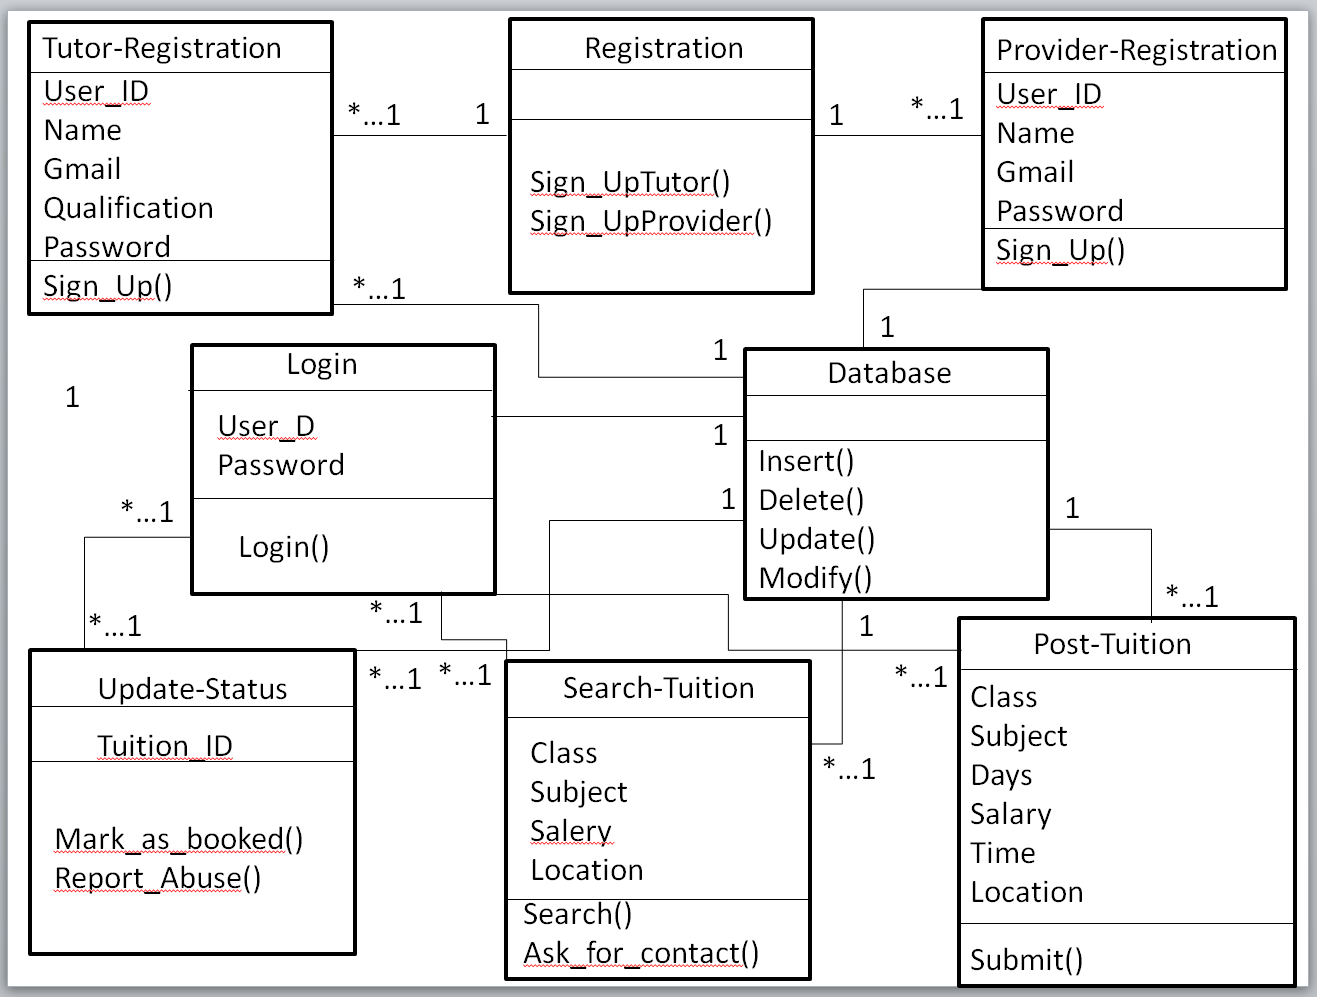 Tutor-Registration
User_ID
Name
Gmail
Qualification
Password
Sign_Up()
*...1
1
Registration
Sign_UpTutor()
Sign_UpProvider()
1
*...1
Provider-Registration
User_ID
Name
Gmail
Password
Sign_Up()
*...1
1
1
1
Login
User_D
Password
Login()
1
*...1
*...1
Database
Insert()
Delete()
Update()
Modify()
1
1
1
*...1
*...1
*...1
*...1
*...1
*...1
Update-Status
Tuition_ID
Mark_as_booked()
Report_Abuse()
Search-Tuition
Class
Subject
Salery
Location
Search()
Ask_for_contact()
Post-Tuition
Class
Subject
Days
Salary
Time
Location
Submit()